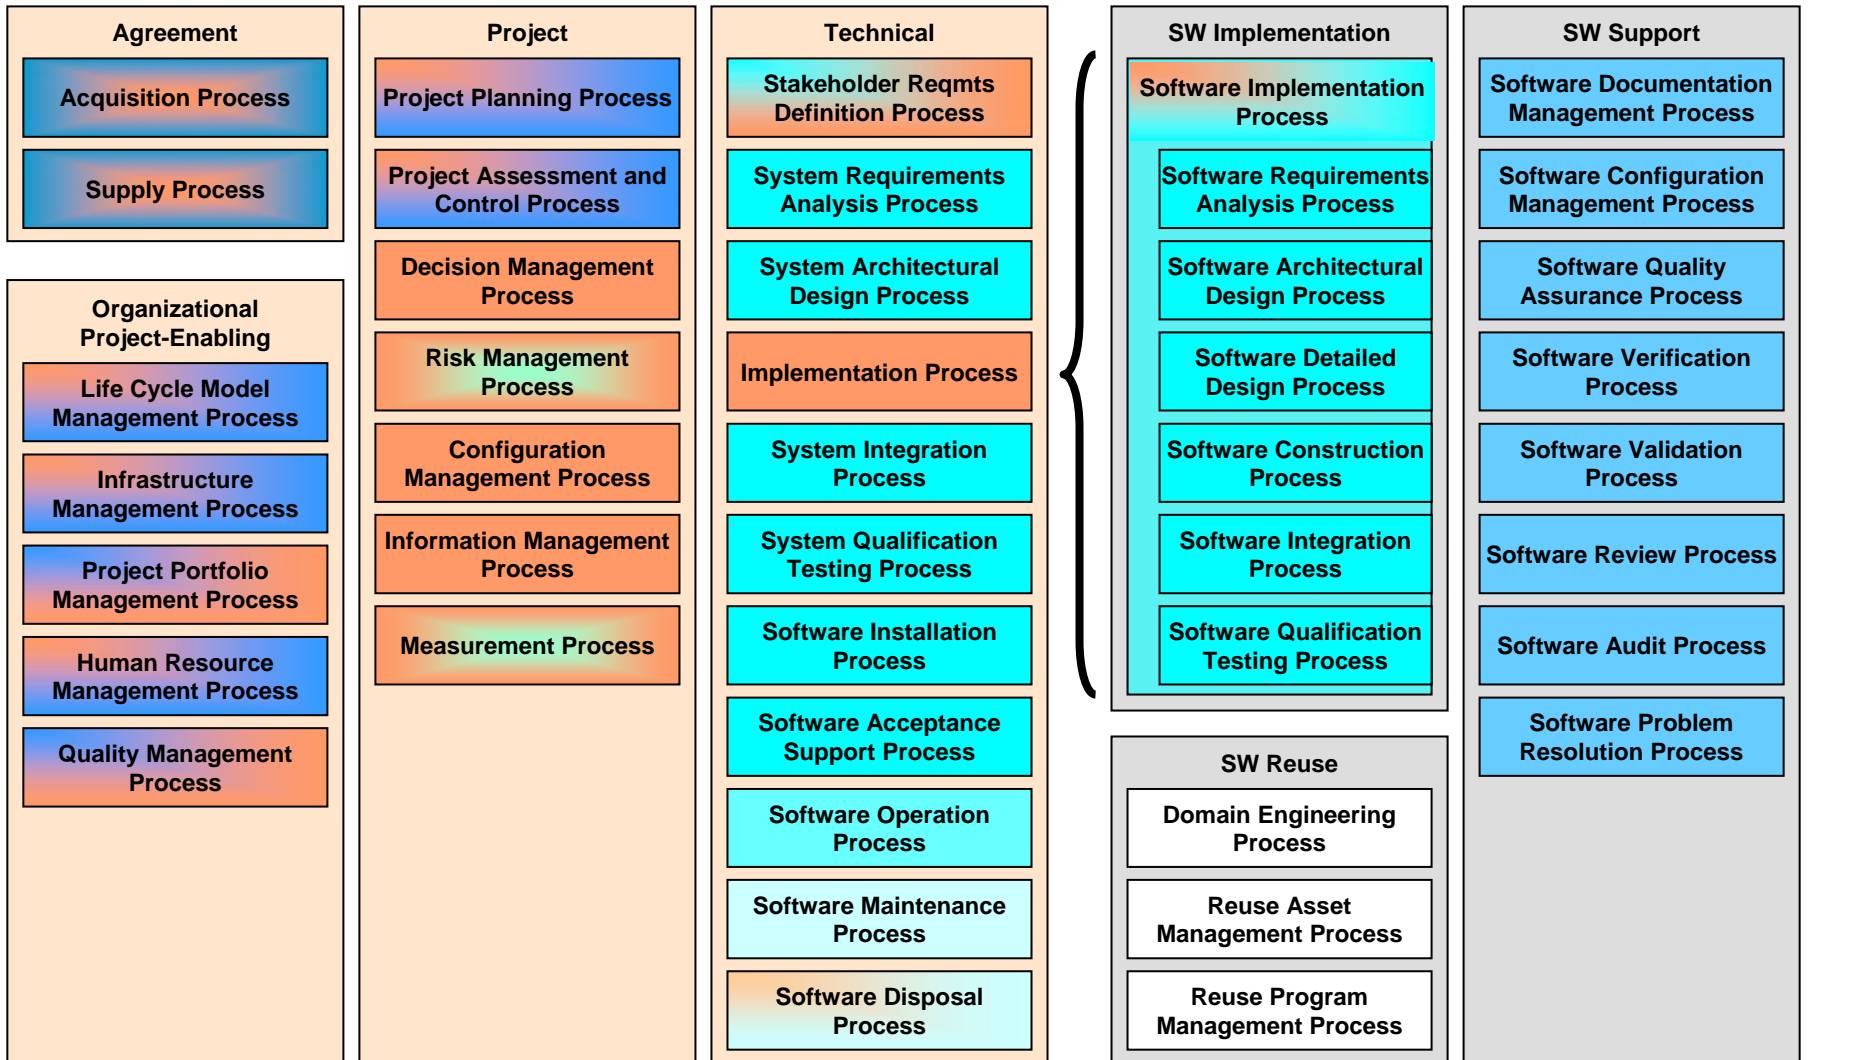 Agreement
Acquisition Process
Supply Process
Organizational
Project-Enabling
Life Cycle Model
Management Process
Infrastructure
Management Process
Project Portfolio
Management Process
Human Resource
Management Process
Quality Management
Process
Project
Project Planning Process
Project Assessment and
Control Process
Decision Management
Process
Risk Management
Process
Configuration
Management Process
Information Management
Process
Measurement Process
Technical
Stakeholder Reqmts
Definition Process
System Requirements
Analysis Process
System Architectural
Design Process
Implementation Process
System Integration
Process
System Qualification
Testing Process
Software Installation
Process
Software Acceptance
Support Process
Software Operation
Process
Software Maintenance
Process
Software Disposal
Process
SW Implementation
Software Implementation
Process
Software Requirements
Analysis Process
Software Architectural
Design Process
Software Detailed
Design Process
Software Construction
Process
Software Integration
Process
Software Qualification
Testing Process
SW Reuse
Domain Engineering
Process
Reuse Asset
Management Process
Reuse Program
Management Process
SW Support
Software Documentation
Management Process
Software Configuration
Management Process
Software Quality
Assurance Process
Software Verification
Process
Software Validation
Process
Software Review Process
Software Audit Process
Software Problem
Resolution Process